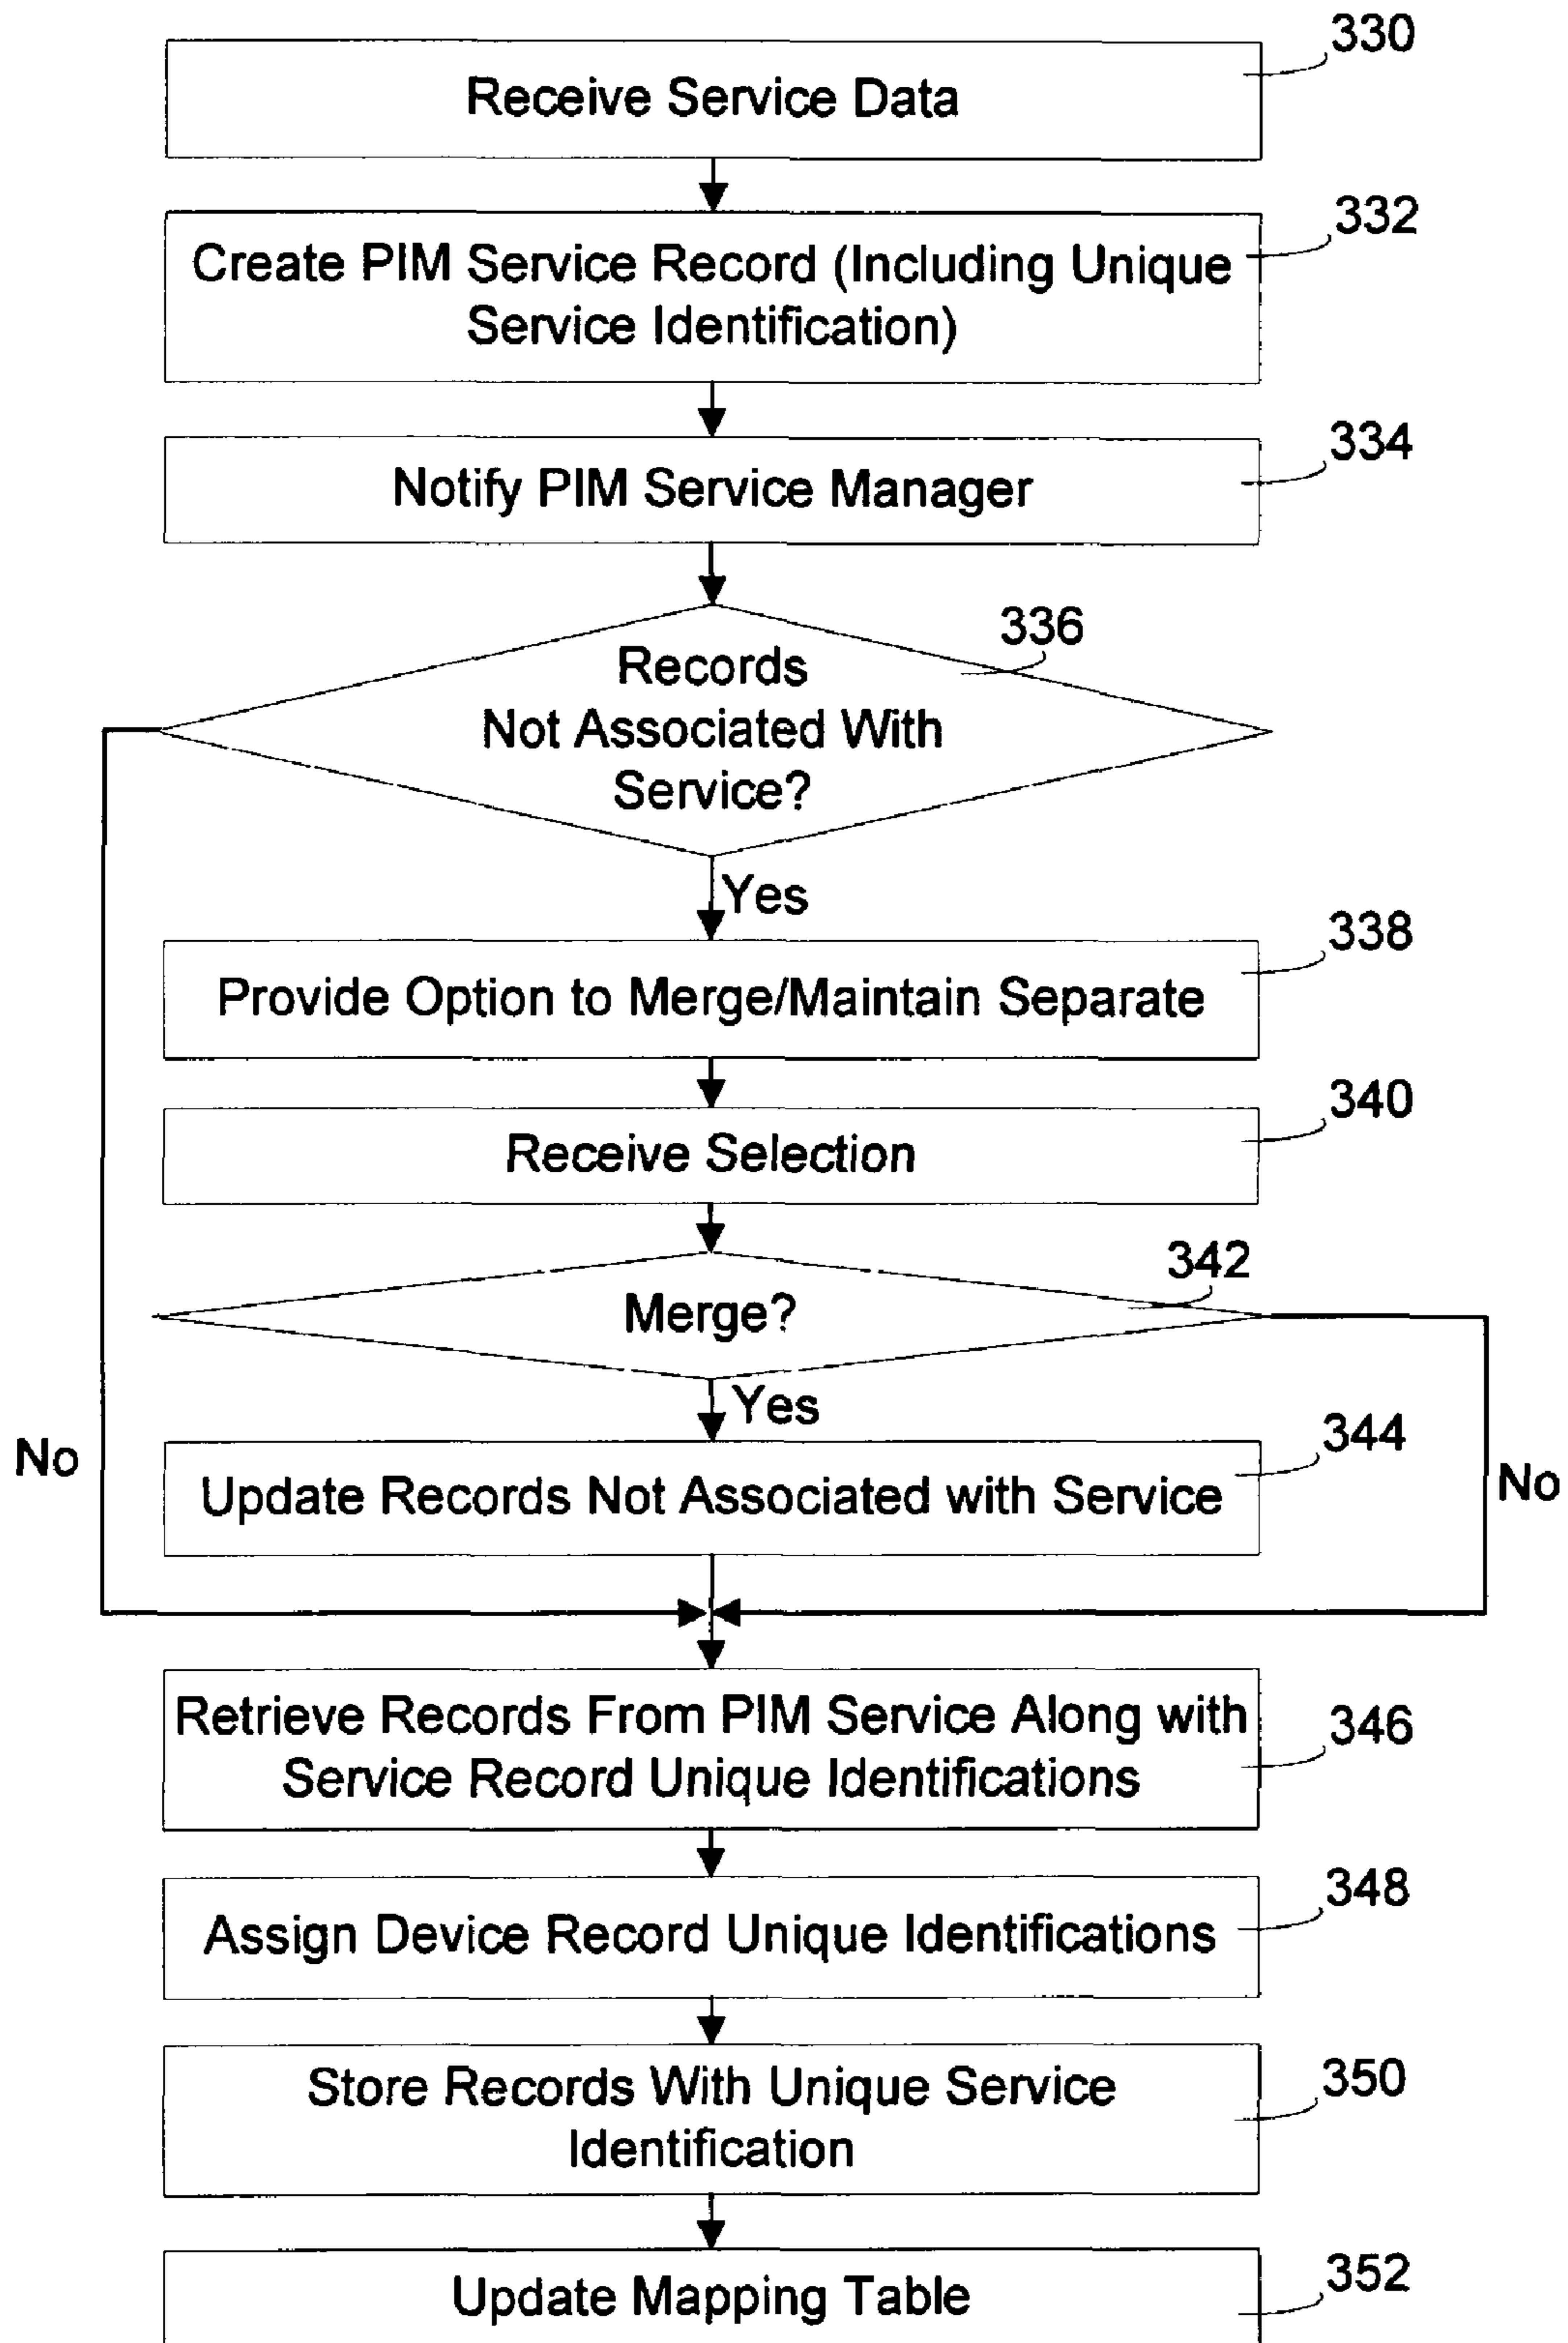 330
Receive Service Data
332
Create PIM Service Record (Including Unique
Service Identification)
334
Notify PIM Service Manager
336
Records
Not Associated With
Service?
Yes
338
Provide Option to Merge/Maintain Separate
340
Receive Selection
342
Merge?
Yes
344
No
Update Records Not Associated with Service
No
Retrieve Records From PIM Service Along with
346
Service Record Unique Identifications
348
Assign Device Record Unique Identifications
350
Store Records With Unique Service
Identification
352
Update Mapping Table